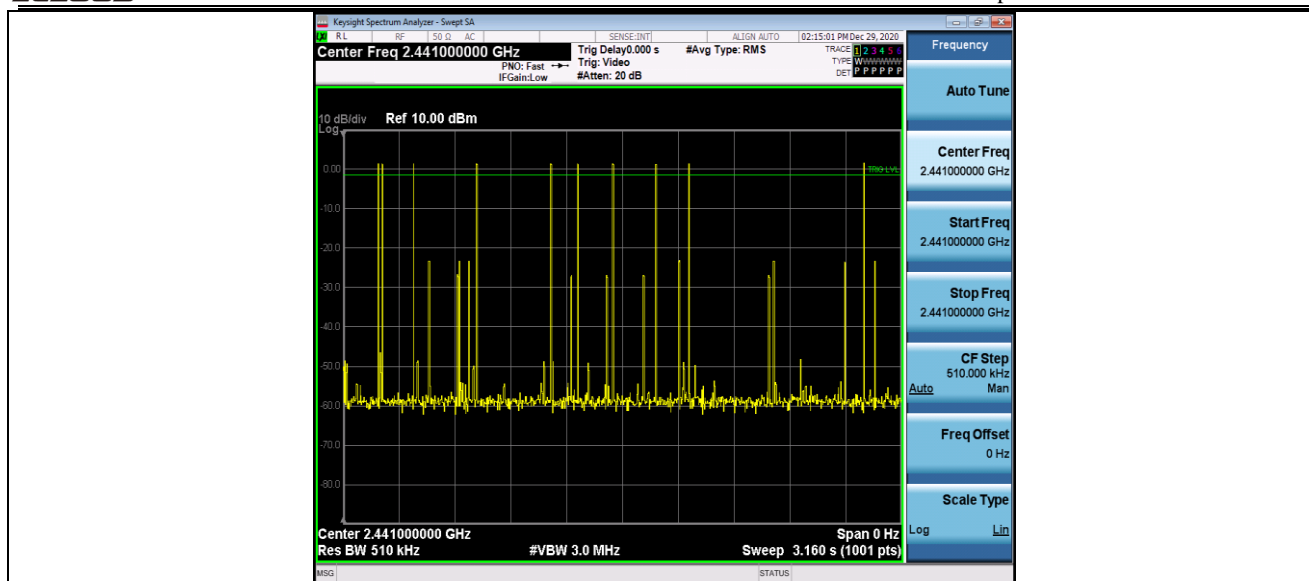 Keysight Spectrum Analyzer - Swept SA
RL RF 50 Ω AC SENSE:INT ALIGN AUTO 02:15:01 PM Dec 29, 2020
Center Freq 2.441000000 GHz Trig Delay0.000 s #Avg Type: RMS TRACE 1 2 3 4 5 6
PNO: Fast Trig: Video TYPE WWWWWW
IFGain:Low #Atten: 20 dB DET P P P P P P
Frequency
Auto Tune
10 dB/div Ref 10.00 dBm
Log
Center Freq
2.441000000 GHz
0.00
TRIG LVL
-10.0
Start Freq
2.441000000 GHz
-20.0
-30.0
Stop Freq
2.441000000 GHz
-40.0
-50.0
CF Step
510.000 kHz
Auto Man
-60.0
Freq Offset
0 Hz
-70.0
-80.0
Scale Type
Log Lin
Center 2.441000000 GHz Span 0 Hz
Res BW 510 kHz #VBW 3.0 MHz Sweep 3.160 s (1001 pts)
MSG STATUS